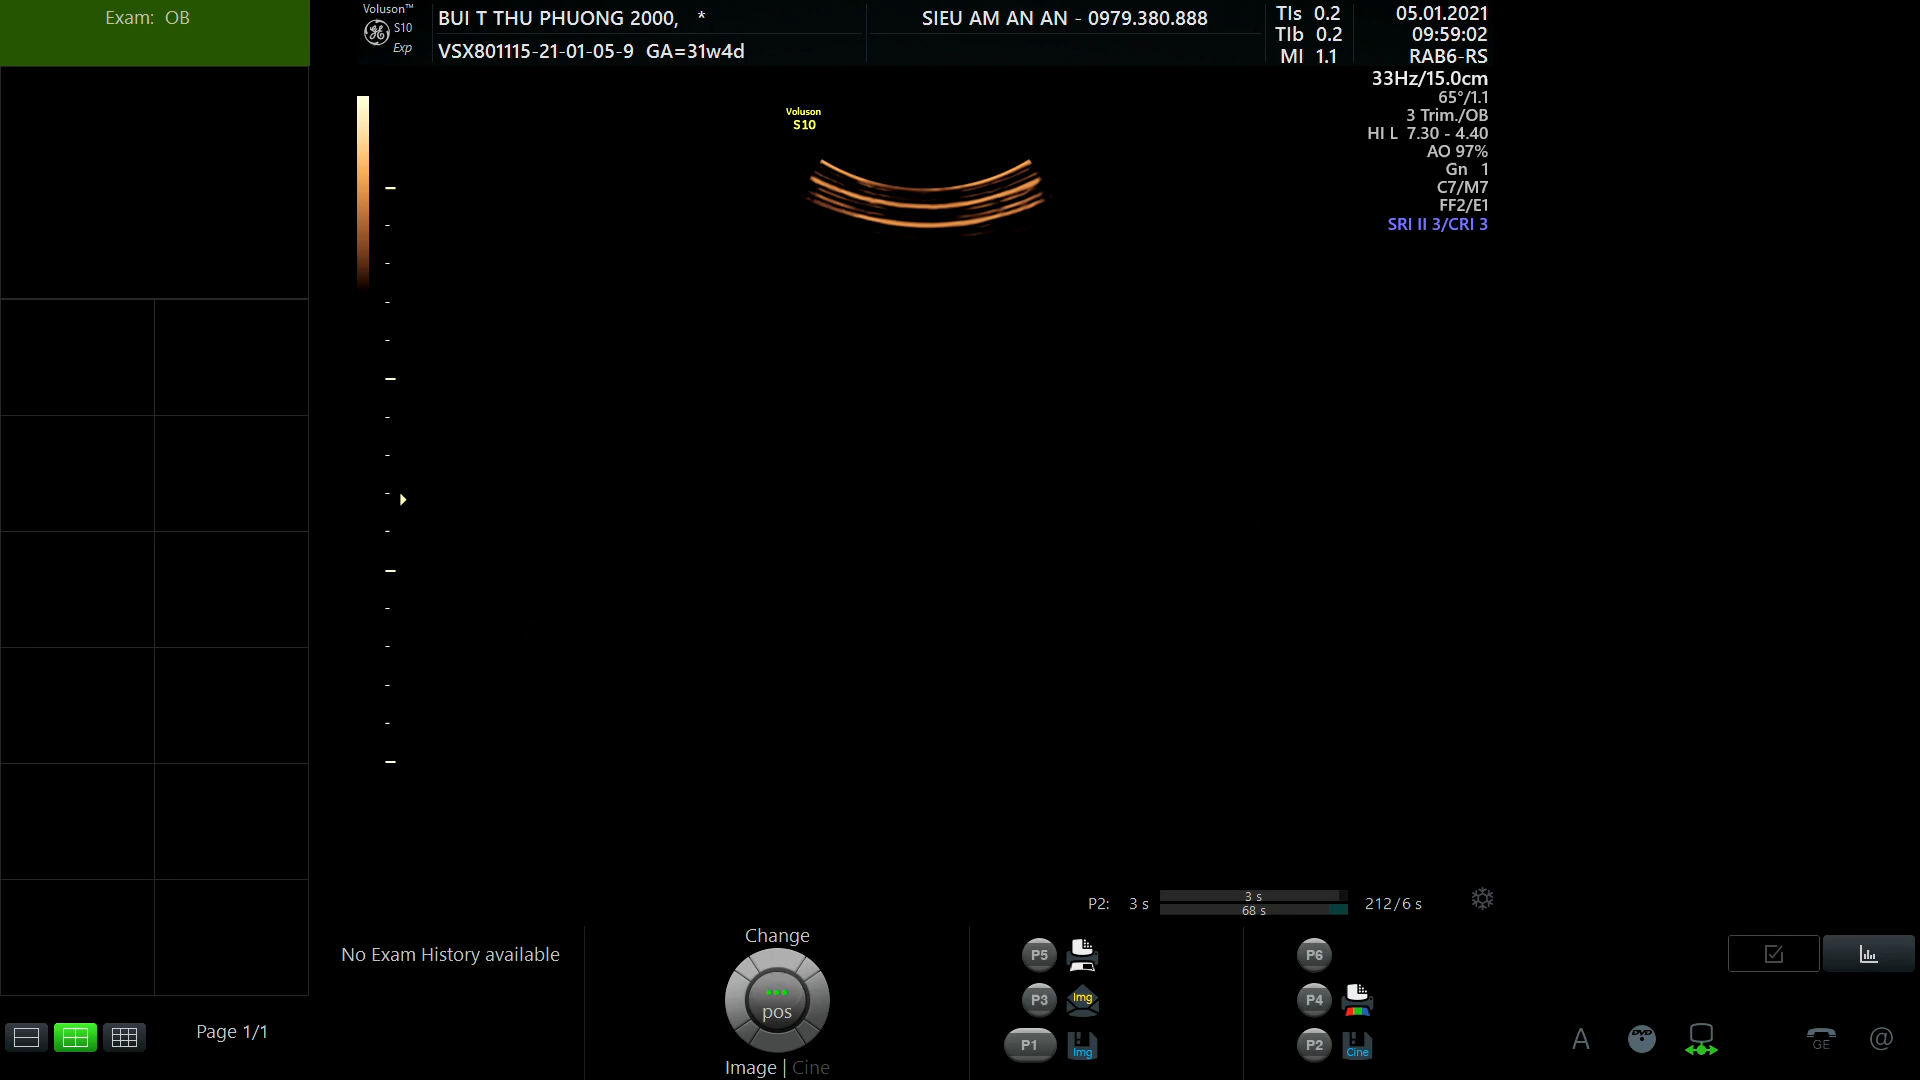 Exam: OB
Voluson™
S10
Exp
BUI T THU PHUONG 2000, *
VSX801115-21-01-05-9 GA=31w4d
SIEU AM AN AN - 0979.380.888
TIs 0.2
TIb 0.2
MI 1.1
05.01.2021
09:59:02
RAB6-RS
33Hz/15.0cm
65°/1.1
3 Trim./OB
HI L 7.30 - 4.40
AO 97%
Gn 1
C7/M7
FF2/E1
SRI II 3/CRI 3
Voluson
S10
P2: 3 s
3 s
68 s
212/6 s
No Exam History available
Change
pos
Image | Cine
P5
P3 Img
P1 Img
P6
P4
P2 Cine
Page 1/1
A
DVD
GE
@